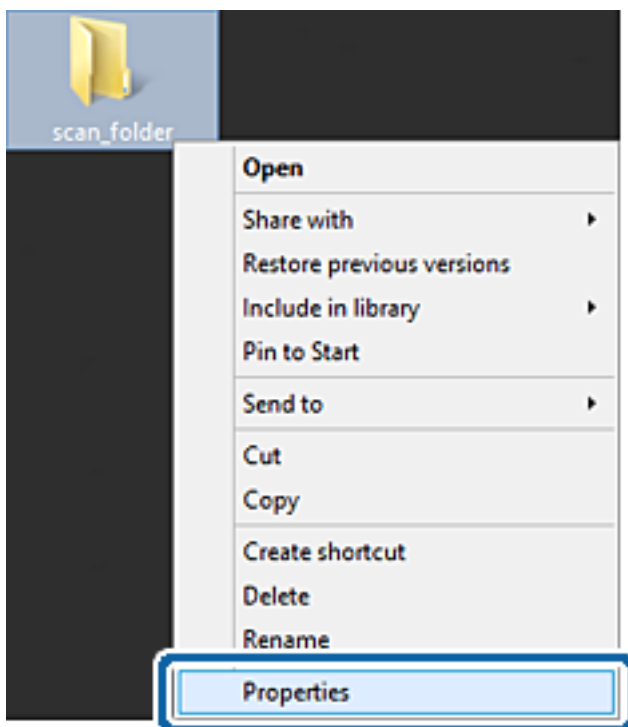 scan_folder
Open
Share with
Restore previous versions
Include in library
Pin to Start
Send to
Cut
Copy
Create shortcut
Delete
Rename
Properties